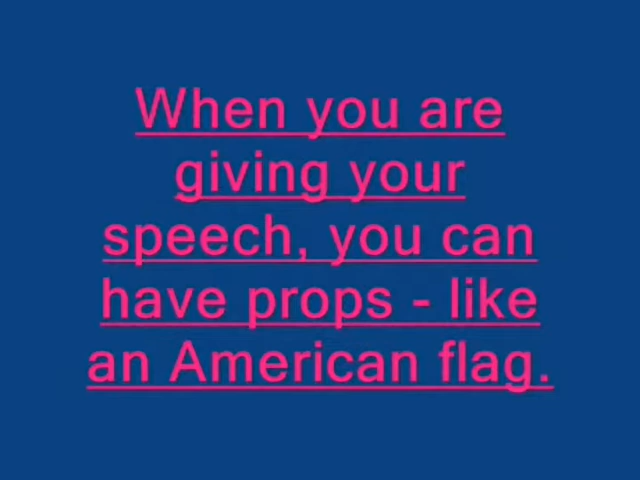 When you are
giving your
speech, you can
have props - like
an American flag.